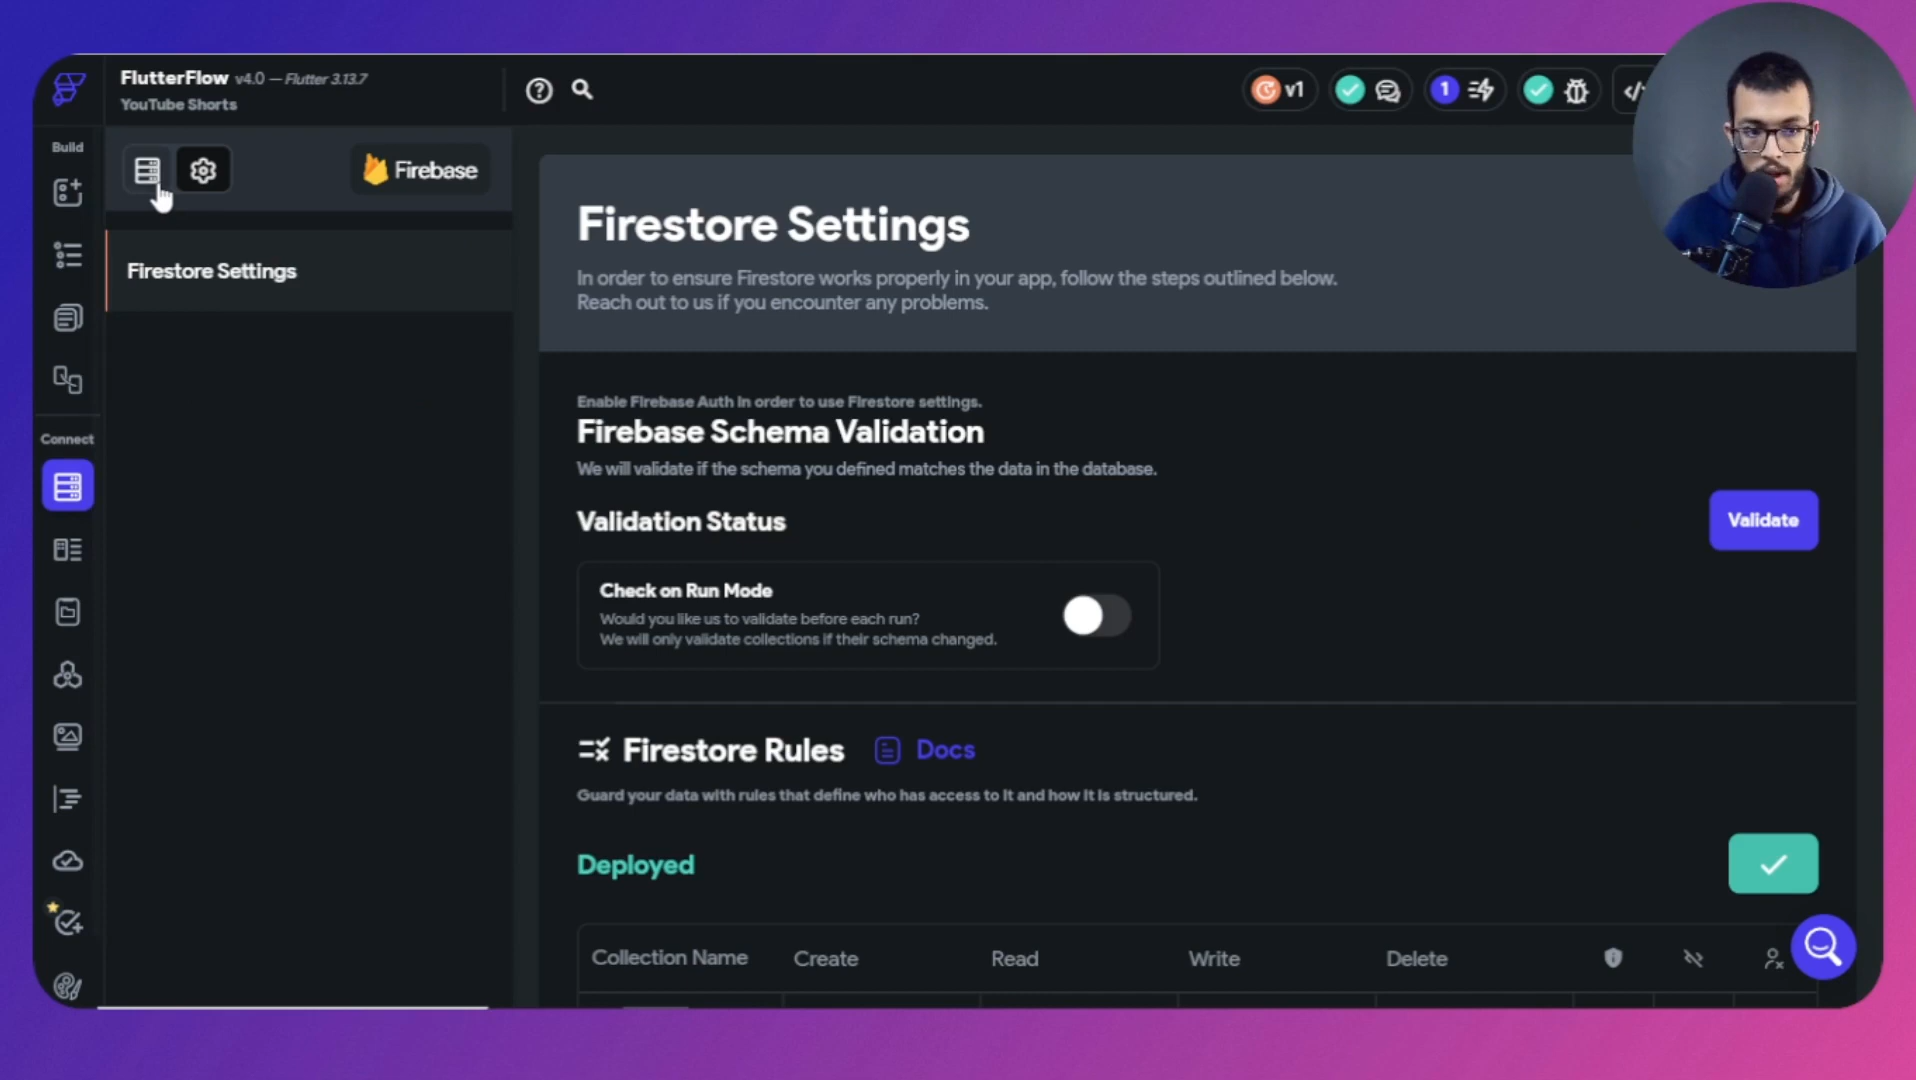 FlutterFlow v4.0 — Flutter 3.13.7
YouTube Shorts
v1
1
Build
Firebase
Firestore Settings
Connect
Firestore Settings
In order to ensure Firestore works properly in your app, follow the steps outlined below.
Reach out to us if you encounter any problems.
Enable Firebase Auth in order to use Firestore settings.
Firebase Schema Validation
We will validate if the schema you defined matches the data in the database.
Validation Status
Validate
Check on Run Mode
Would you like us to validate before each run?
We will only validate collections if their schema changed.
Firestore Rules Docs
Guard your data with rules that define who has access to it and how it is structured.
Deployed
Collection Name Create Read Write Delete